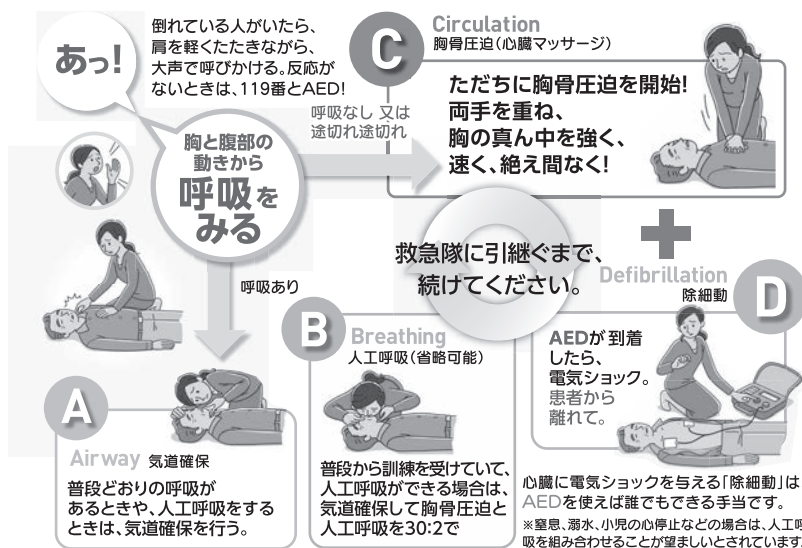 あっ!
倒れている人がいたら、
肩を軽くたたきながら、
大声で呼びかける。反応が
ないときは、119番とAED!
胸と腹部の
動きから
呼吸を
みる
呼吸なし 又は
途切れ途切れ
呼吸あり
C
Circulation
胸骨圧迫(心臓マッサージ)
ただちに胸骨圧迫を開始!
両手を重ね、
胸の真ん中を強く、
速く、絶え間なく!
救急隊に引継ぐまで、
続けてください。
A
Airway 気道確保
普段どおりの呼吸が
あるときや、人工呼吸をする
ときは、気道確保を行う。
B
Breathing
人工呼吸(省略可能)
普段から訓練を受けていて、
人工呼吸ができる場合は、
気道確保して胸骨圧迫と
人工呼吸を30:2で
D
Defibrillation
除細動
AEDが到着
したら、
電気ショック。
患者から
離れて。
心臓に電気ショックを与える「除細動」は
AEDを使えば誰でもできる手当です。
※窒息、溺水、小児の心停止などの場合は、人工呼
吸を組み合わせることが望ましいとされています。